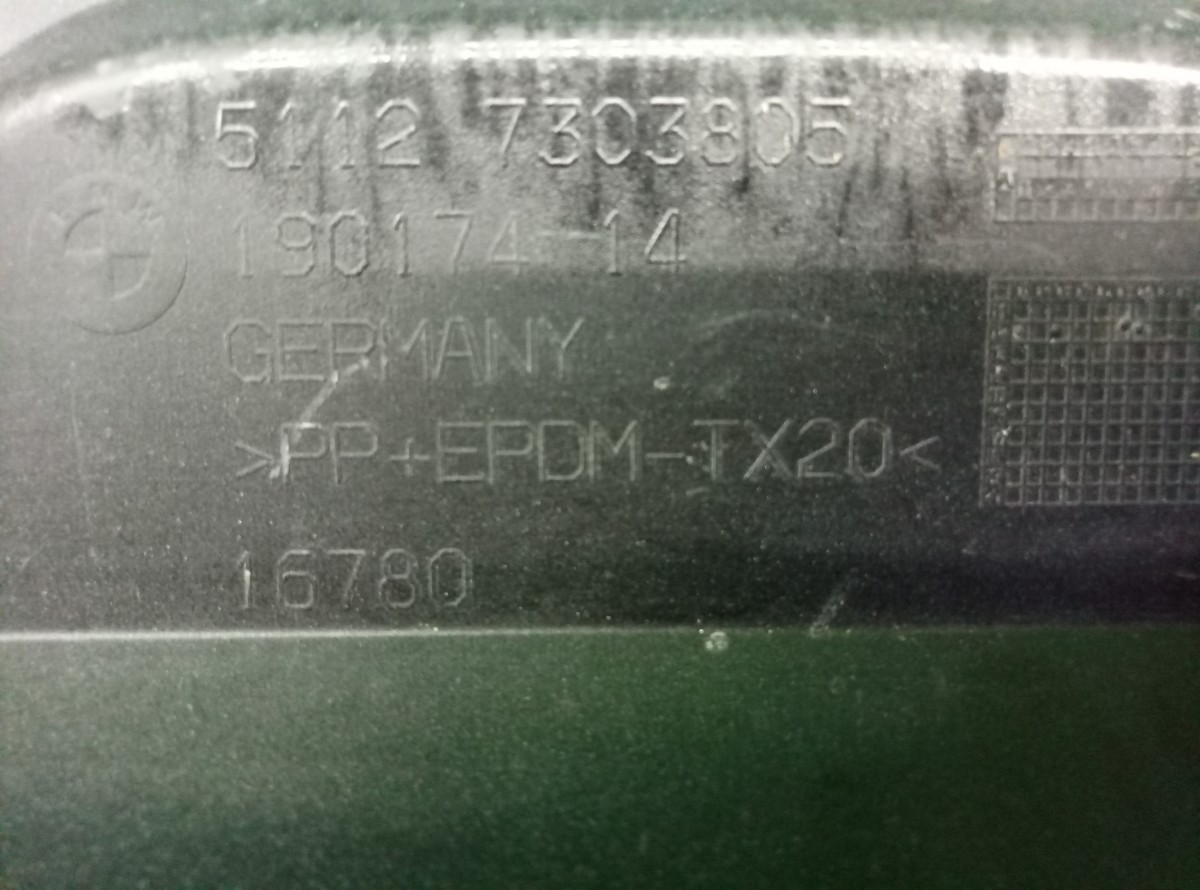 5112 7303805
190174-14
GERMANY
>PP+EPDM-TX20<
16780